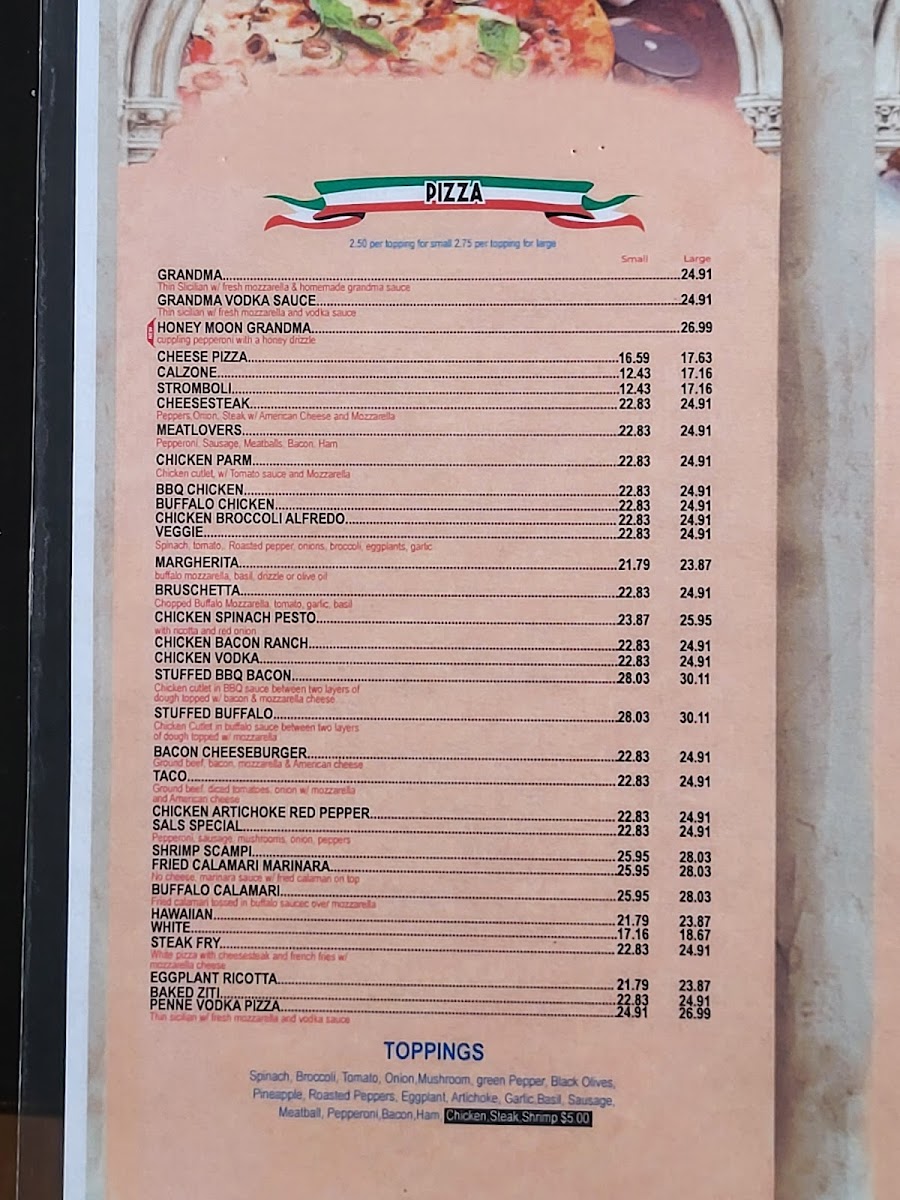 PIZZA
2.50 per topping for small 2.75 per topping for large
Small Large
GRANDMA 24.91
Thin Slicilian w/ fresh mozzarella & homemade grandma sauce
GRANDMA VODKA SAUCE 24.91
Thin sicilian w/ fresh mozzarella and vodka sauce
HONEY MOON GRANDMA 26.99
cuppling pepperoni with a honey drizzle
CHEESE PIZZA 16.59 17.63
CALZONE 12.43 17.16
STROMBOLI 12.43 17.16
CHEESESTEAK 22.83 24.91
Peppers,Onion, Steak w/ American Cheese and Mozzarella
MEATLOVERS 22.83 24.91
Pepperoni, Sausage, Meatballs, Bacon, Ham
CHICKEN PARM 22.83 24.91
Chicken cutlet, w/ Tomato sauce and Mozzarella
BBQ CHICKEN 22.83 24.91
BUFFALO CHICKEN 22.83 24.91
CHICKEN BROCCOLI ALFREDO 22.83 24.91
VEGGIE 22.83 24.91
Spinach, tomato,. Roasted pepper, onions, broccoli, eggplants, garlic
MARGHERITA 21.79 23.87
buffalo mozzarella, basil, drizzle or olive oil
BRUSCHETTA 22.83 24.91
Chopped Buffalo Mozzarella, tomato, garlic, basil
CHICKEN SPINACH PESTO 23.87 25.95
with ricotta and red onion
CHICKEN BACON RANCH 22.83 24.91
CHICKEN VODKA 22.83 24.91
STUFFED BBQ BACON 28.03 30.11
Chicken cutlet in BBQ sauce between two layers of
dough topped w/ bacon & mozzarella cheese
STUFFED BUFFALO 28.03 30.11
Chicken Cutlet in buffalo sauce between two layers
of dough topped w/ mozzarella
BACON CHEESEBURGER 22.83 24.91
Ground beef, bacon, mozzarella & American cheese
TACO 22.83 24.91
Ground beef, diced tomatoes, onion w/ mozzarella
and American cheese
CHICKEN ARTICHOKE RED PEPPER 22.83 24.91
SALS SPECIAL 22.83 24.91
Pepperoni, sausage, mushrooms, onion, peppers
SHRIMP SCAMPI 25.95 28.03
FRIED CALAMARI MARINARA 25.95 28.03
No cheese, marinara sauce w/ fried calamari on top
BUFFALO CALAMARI 25.95 28.03
Fried calamari tossed in buffalo saucec over mozzarella
HAWAIIAN 21.79 23.87
WHITE 17.16 18.67
STEAK FRY 22.83 24.91
White pizza with cheesesteak and french fries w/
mozzarella cheese
EGGPLANT RICOTTA 21.79 23.87
BAKED ZITI 22.83 24.91
PENNE VODKA PIZZA 24.91 26.99
Thin sicilian w/ fresh mozzarella and vodka sauce
TOPPINGS
Spinach, Broccoli, Tomato, Onion,Mushroom, green Pepper, Black Olives,
Pineapple, Roasted Peppers, Eggplant, Artichoke, Garlic,Basil, Sausage,
Meatball, Pepperoni,Bacon,Ham Chicken,Steak,Shrimp $5.00